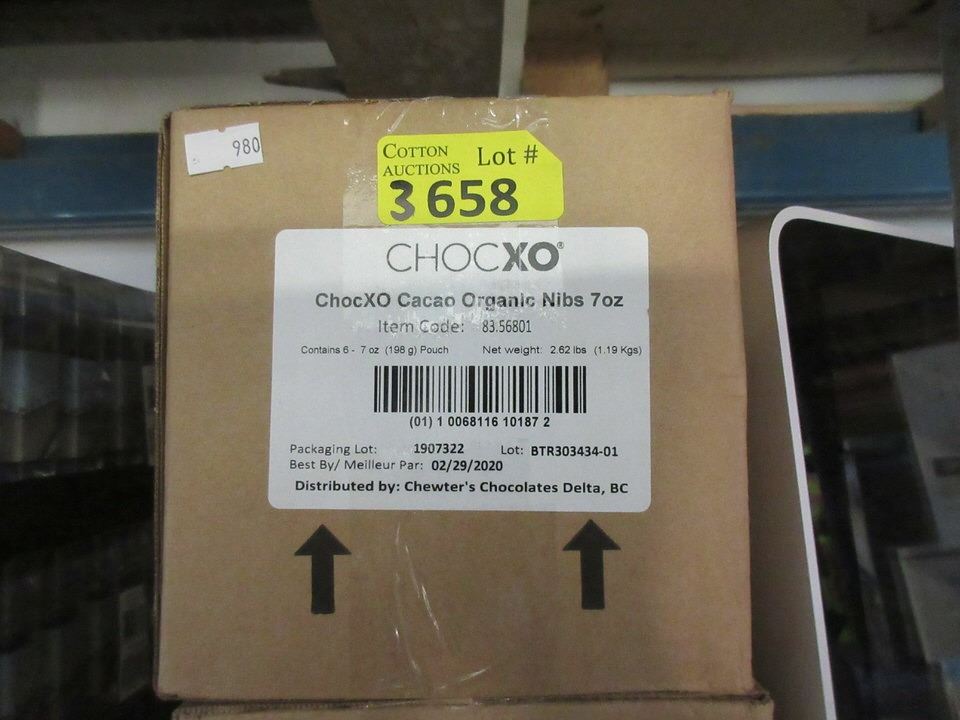 980
COTTON AUCTIONS Lot #
3 658
CHOCXO®
ChocXO Cacao Organic Nibs 7oz
Item Code: 83.56801
Contains 6 - 7 oz (198 g) Pouch Net weight: 2.62 lbs (1.19 Kgs)
(01) 1 0068116 10187 2
Packaging Lot: 1907322 Lot: BTR303434-01
Best By/ Meilleur Par: 02/29/2020
Distributed by: Chewter's Chocolates Delta, BC